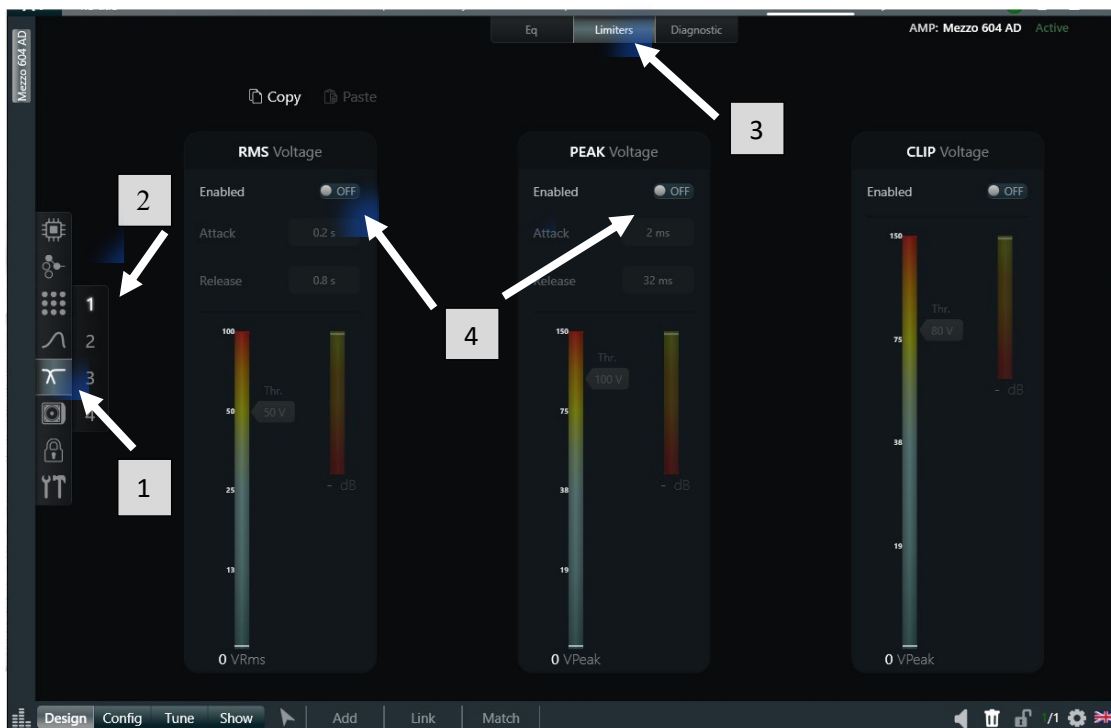 Eq Limiters Diagnostic
AMP: Mezzo 604 AD Active
Mezzo 604 AD
Copy Paste
3
RMS Voltage
PEAK Voltage
CLIP Voltage
Enabled OFF
Enabled OFF
Enabled OFF
2
Attack 0.2 s
Attack 2 ms
Release 0.8 s
Release 32 ms
4
1
2
3
4
1
100
50
25
13
Thr.
50 V
- dB
0 VRms
150
75
38
19
Thr.
100 V
- dB
0 VPeak
150
75
38
19
Thr.
80 V
- dB
0 VPeak
Design Config Tune Show Add Link Match
1/1